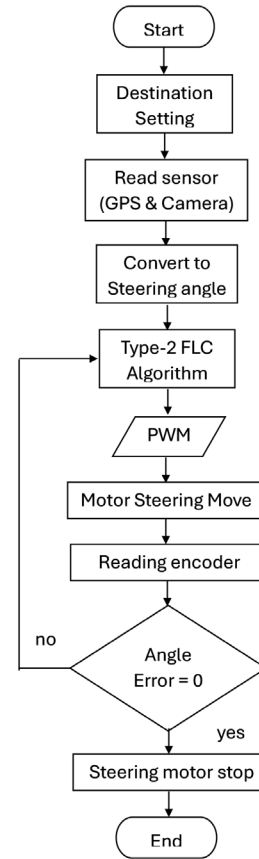 Start
Destination
Setting
Read sensor
(GPS & Camera)
Convert to
Steering angle
Type-2 FLC
Algorithm
PWM
Motor Steering Move
Reading encoder
no
Angle
Error = 0
yes
Steering motor stop
End